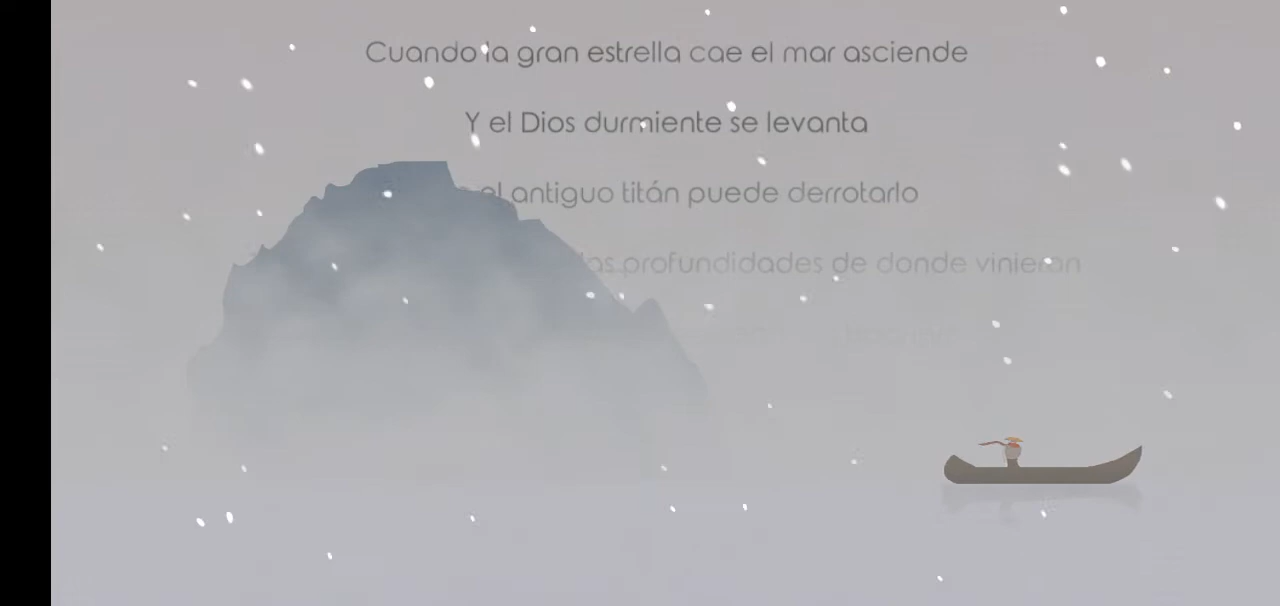 Cuando la gran estrella cae el mar asciende
Y el Dios durmiente se levanta
el antiguo titán puede derrotarlo
las profundidades de donde vinieran